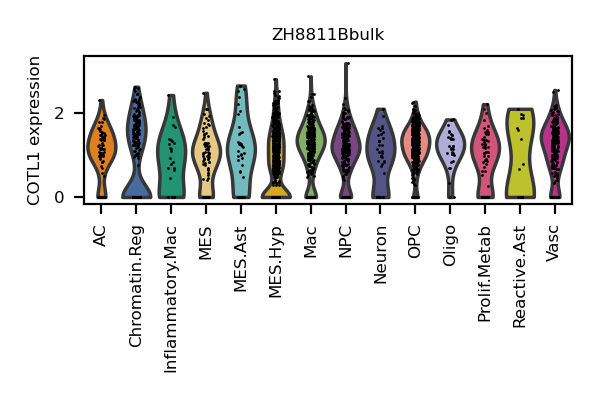 ZH8811Bbulk
COTL1 expression
2
0
AC
Chromatin.Reg
Inflammatory.Mac
MES
MES.Ast
MES.Hyp
Mac
NPC
Neuron
OPC
Oligo
Prolif.Metab
Reactive.Ast
Vasc